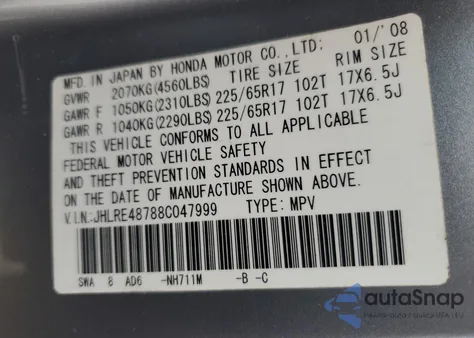 MFD. IN JAPAN BY HONDA MOTOR CO.,LTD: 01/'08
GVWR 2070KG(4560LBS) TIRE SIZE RIM SIZE
GAWR F 1050KG(2310LBS) 225/65R17 102T 17X6.5J
GAWR R 1040KG(2290LBS) 225/65R17 102T 17X6.5J
THIS VEHICLE CONFORMS TO ALL APPLICABLE
FEDERAL MOTOR VEHICLE SAFETY
AND THEFT PREVENTION STANDARDS IN EFFECT
ON THE DATE OF MANUFACTURE SHOWN ABOVE.
V.I.N.:JHLRE48788C047999 TYPE: MPV
SWA 8 AD6 -NH711M -B -C
autoSnap